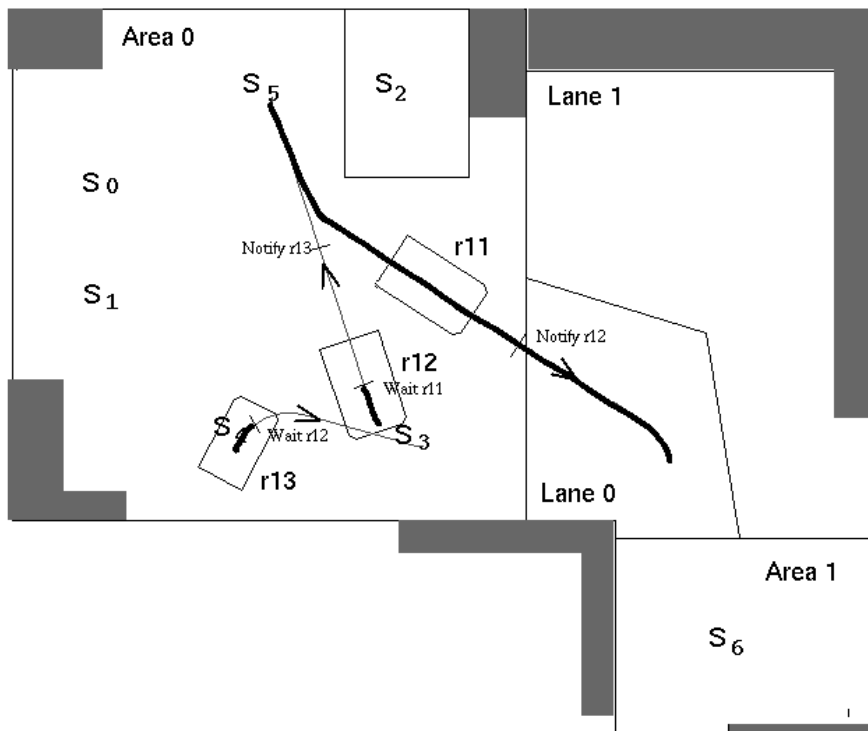 Area 0
S5
S2
Lane 1
S0
Notify r13
r11
S1
Notify r12
r12
Wait r11
S4
Wait r12
S3
r13
Lane 0
Area 1
S6